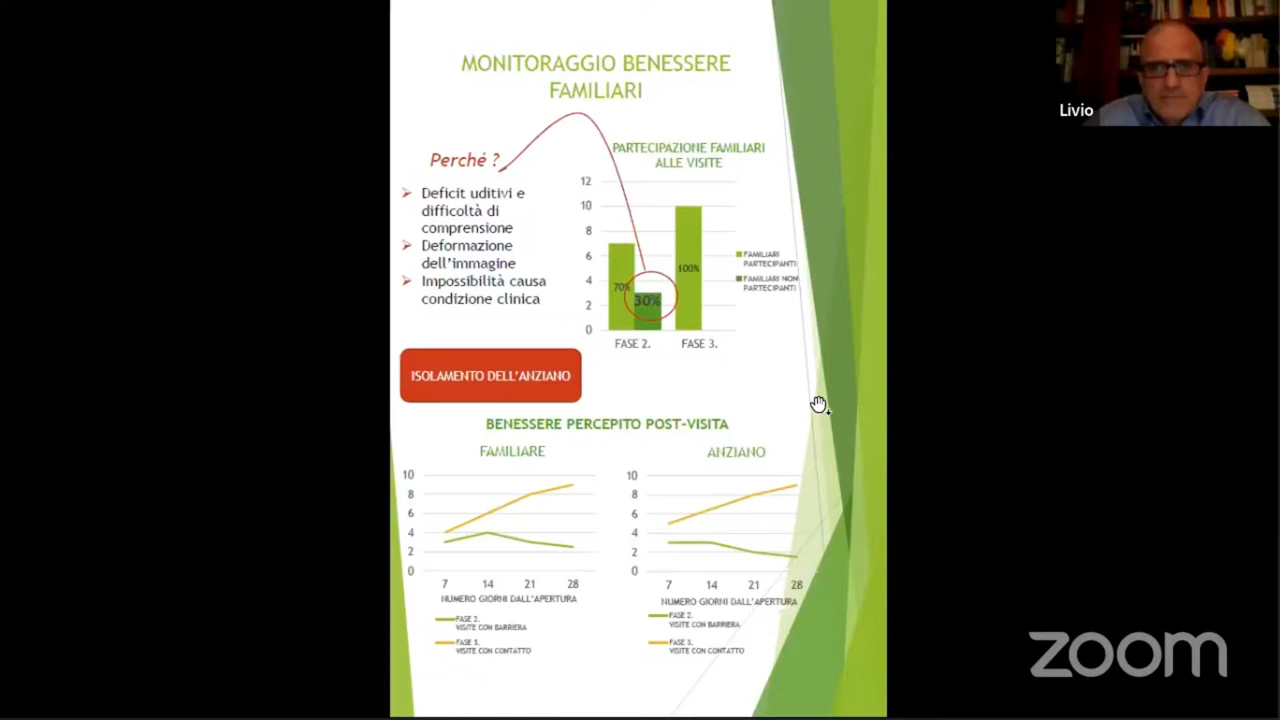 MONITORAGGIO BENESSERE
FAMILIARI
Perché ?
Deficit uditivi e
difficoltà di
comprensione
Deformazione
dell'immagine
Impossibilità causa
condizione clinica
PARTECIPAZIONE FAMILIARI
ALLE VISITE
12
10
8
6
4
2
0
70%
30%
100%
FASE 2.
FASE 3.
FAMILIARI
PARTECIPANTI
FAMILIARI NON
PARTECIPANTI
ISOLAMENTO DELL'ANZIANO
BENESSERE PERCEPITO POST-VISITA
FAMILIARE
10
8
6
4
2
0
7 14 21 28
NUMERO GIORNI DALL'APERTURA
FASE 2.
VISITE CON BARRIERA
FASE 3.
VISITE CON CONTATTO
ANZIANO
10
8
6
4
2
0
7 14 21 28
NUMERO GIORNI DALL'APERTURA
FASE 2.
VISITE CON BARRIERA
FASE 3.
VISITE CON CONTATTO
Livio
zoom